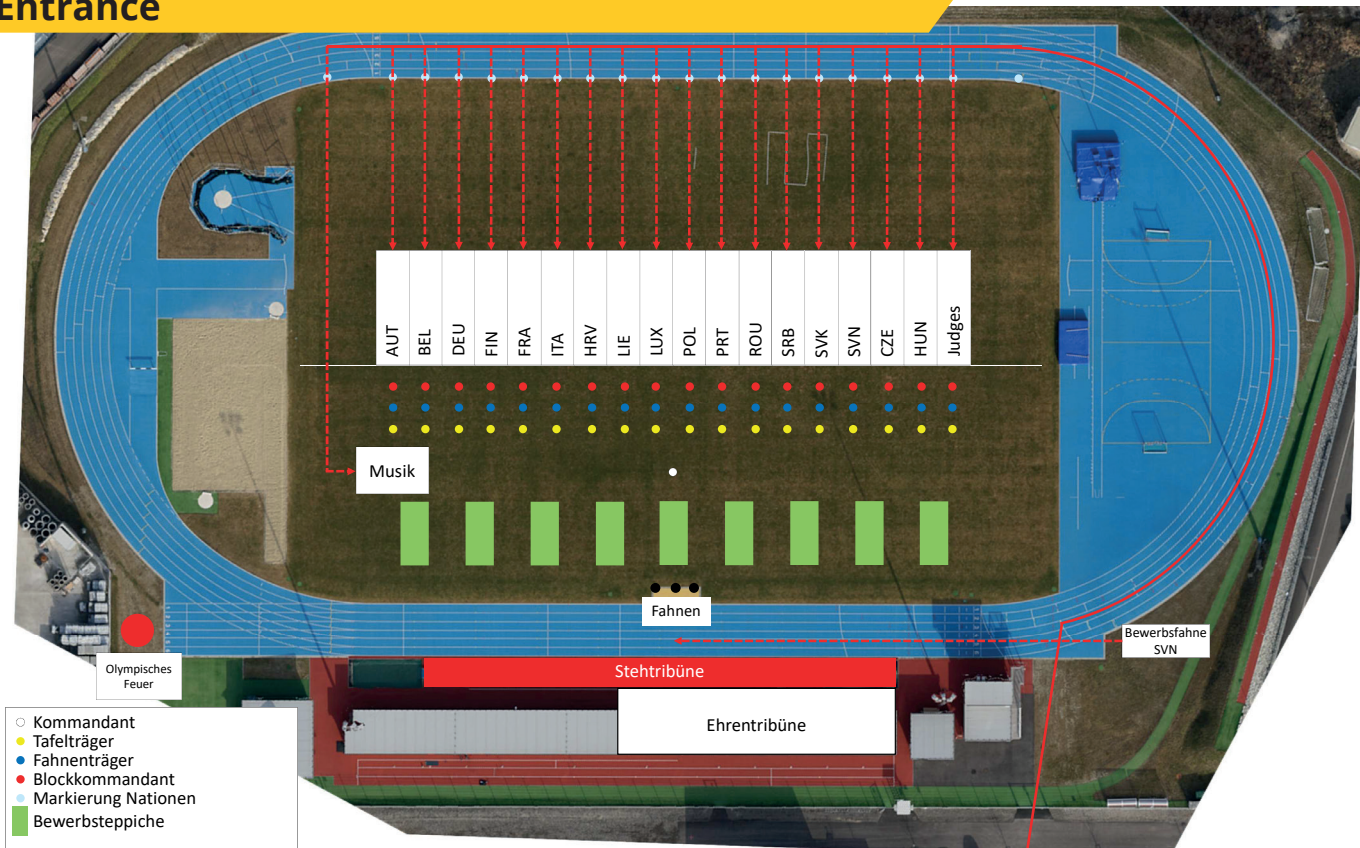 Entrance
AUT
BEL
DEU
FIN
FRA
ITA
HRV
LIE
LUX
POL
PRT
ROU
SRB
SVK
SVN
CZE
HUN
Judges
Musik
Fahnen
Bewerbsfahne
SVN
Olympisches
Feuer
Stehtribüne
Ehrentribüne
Kommandant
Tafelträger
Fahnenträger
Blockkommandant
Markierung Nationen
Bewerbsteppiche